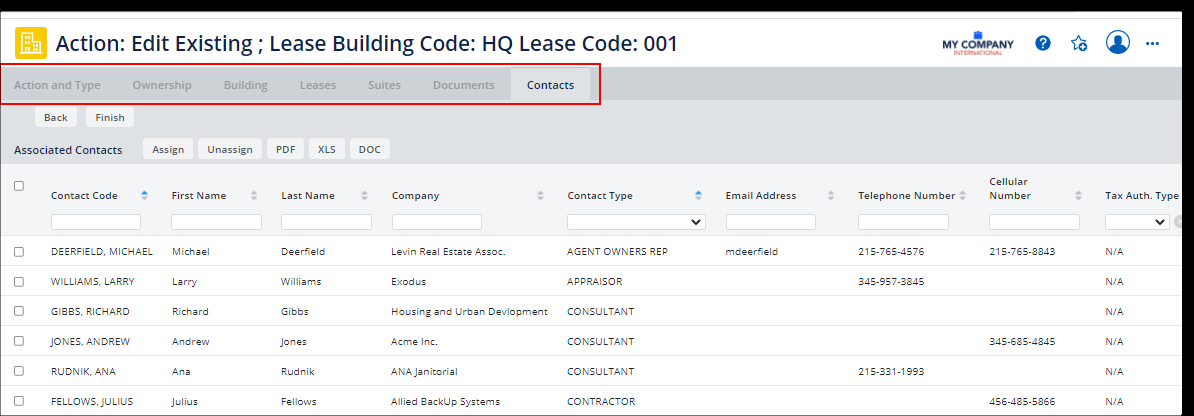 Action: Edit Existing ; Lease Building Code: HQ Lease Code: 001
MY COMPANY
INTERNATIONAL
?
Action and Type Ownership Building Leases Suites Documents Contacts
Back Finish
Associated Contacts Assign Unassign PDF XLS DOC
Contact Code First Name Last Name Company Contact Type Email Address Telephone Number Cellular Number Tax Auth. Type
DEERFIELD, MICHAEL Michael Deerfield Levin Real Estate Assoc. AGENT OWNERS REP mdeerfield 215-765-4576 215-765-8843 N/A
WILLIAMS, LARRY Larry Williams Exodus APPRAISOR 345-957-3845 N/A
GIBBS, RICHARD Richard Gibbs Housing and Urban Devlopment CONSULTANT N/A
JONES, ANDREW Andrew Jones Acme Inc. CONSULTANT 345-685-4845 N/A
RUDNIK, ANA Ana Rudnik ANA Janitorial CONSULTANT 215-331-1993 N/A
FELLOWS, JULIUS Julius Fellows Allied BackUp Systems CONTRACTOR 456-485-5866 N/A